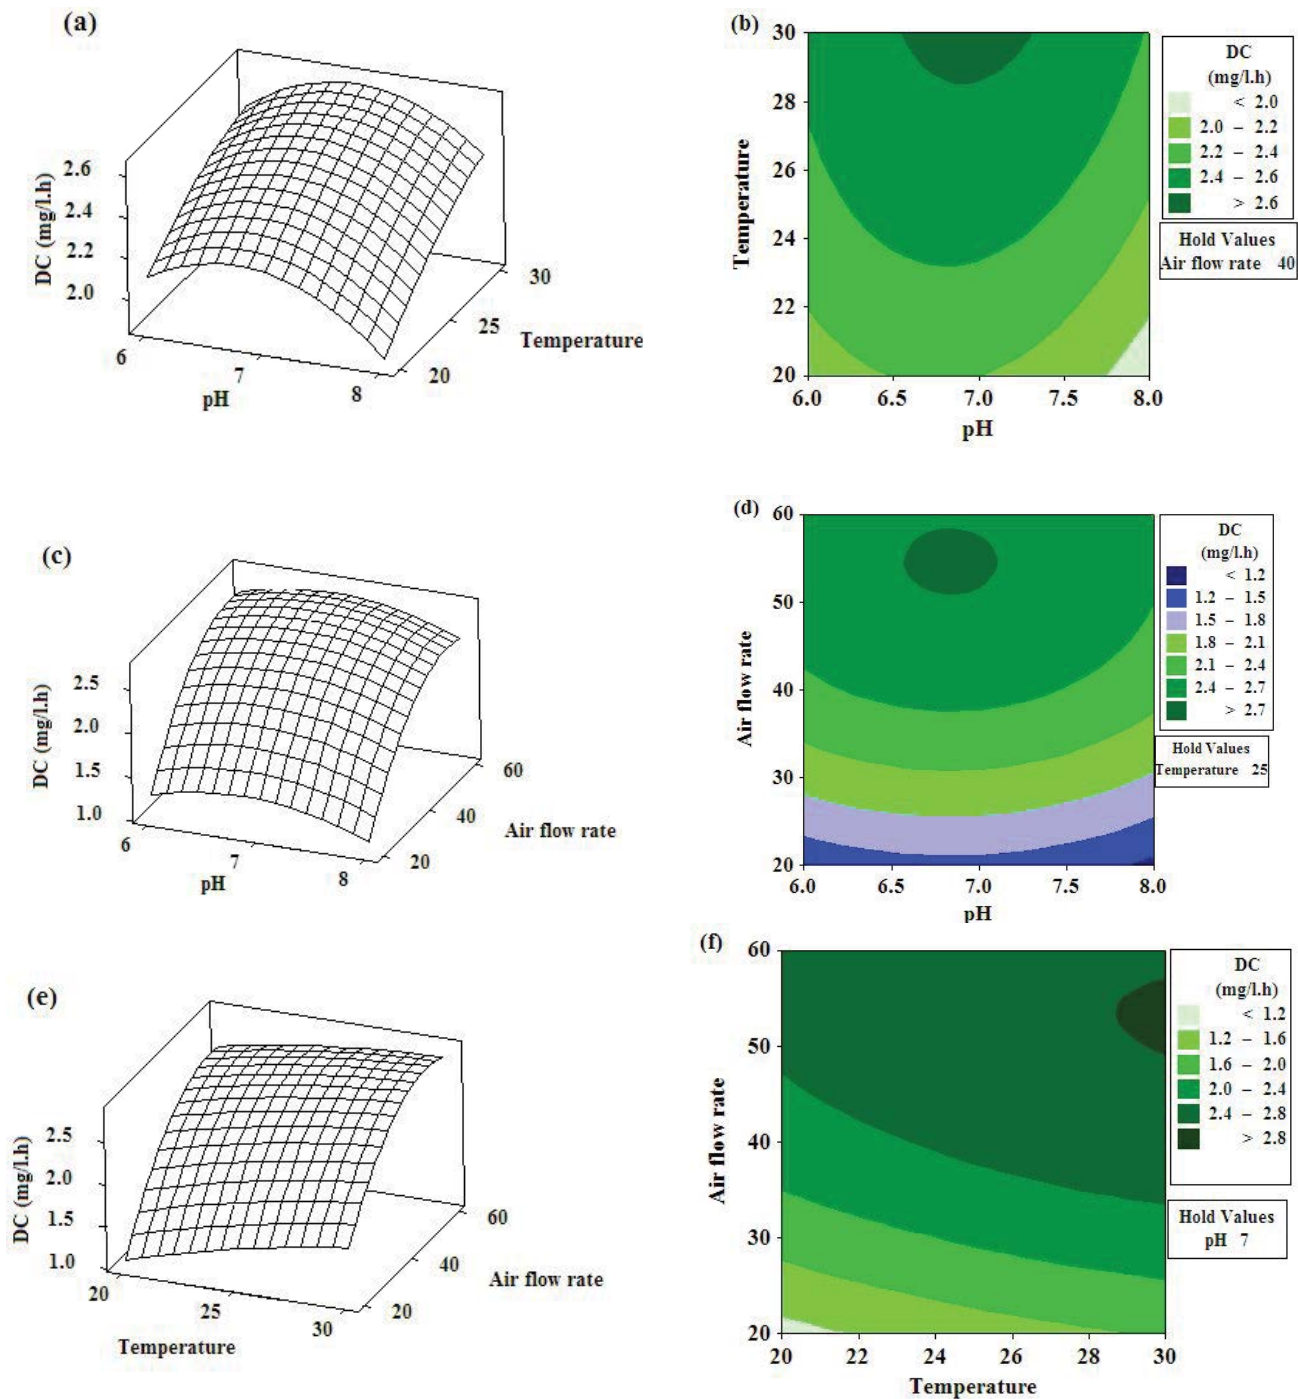 (a)
2.6
2.4
2.2
2.0
DC (mg/l.h)
6
7
8
pH
20
25
30
Temperature
(b)
30
28
26
24
22
20
Temperature
6.0 6.5 7.0 7.5 8.0
pH
DC
(mg/l.h)
< 2.0
2.0 – 2.2
2.2 – 2.4
2.4 – 2.6
> 2.6
Hold Values
Air flow rate 40
(c)
2.5
2.0
1.5
1.0
DC (mg/l.h)
6
7
8
pH
20
40
60
Air flow rate
(d)
60
50
40
30
20
Air flow rate
6.0 6.5 7.0 7.5 8.0
pH
DC
(mg/l.h)
< 1.2
1.2 – 1.5
1.5 – 1.8
1.8 – 2.1
2.1 – 2.4
2.4 – 2.7
> 2.7
Hold Values
Temperature 25
(e)
2.5
2.0
1.5
1.0
DC (mg/l.h)
20
25
30
Temperature
20
40
60
Air flow rate
(f)
60
50
40
30
20
Air flow rate
20 22 24 26 28 30
Temperature
DC
(mg/l.h)
< 1.2
1.2 – 1.6
1.6 – 2.0
2.0 – 2.4
2.4 – 2.8
> 2.8
Hold Values
pH 7